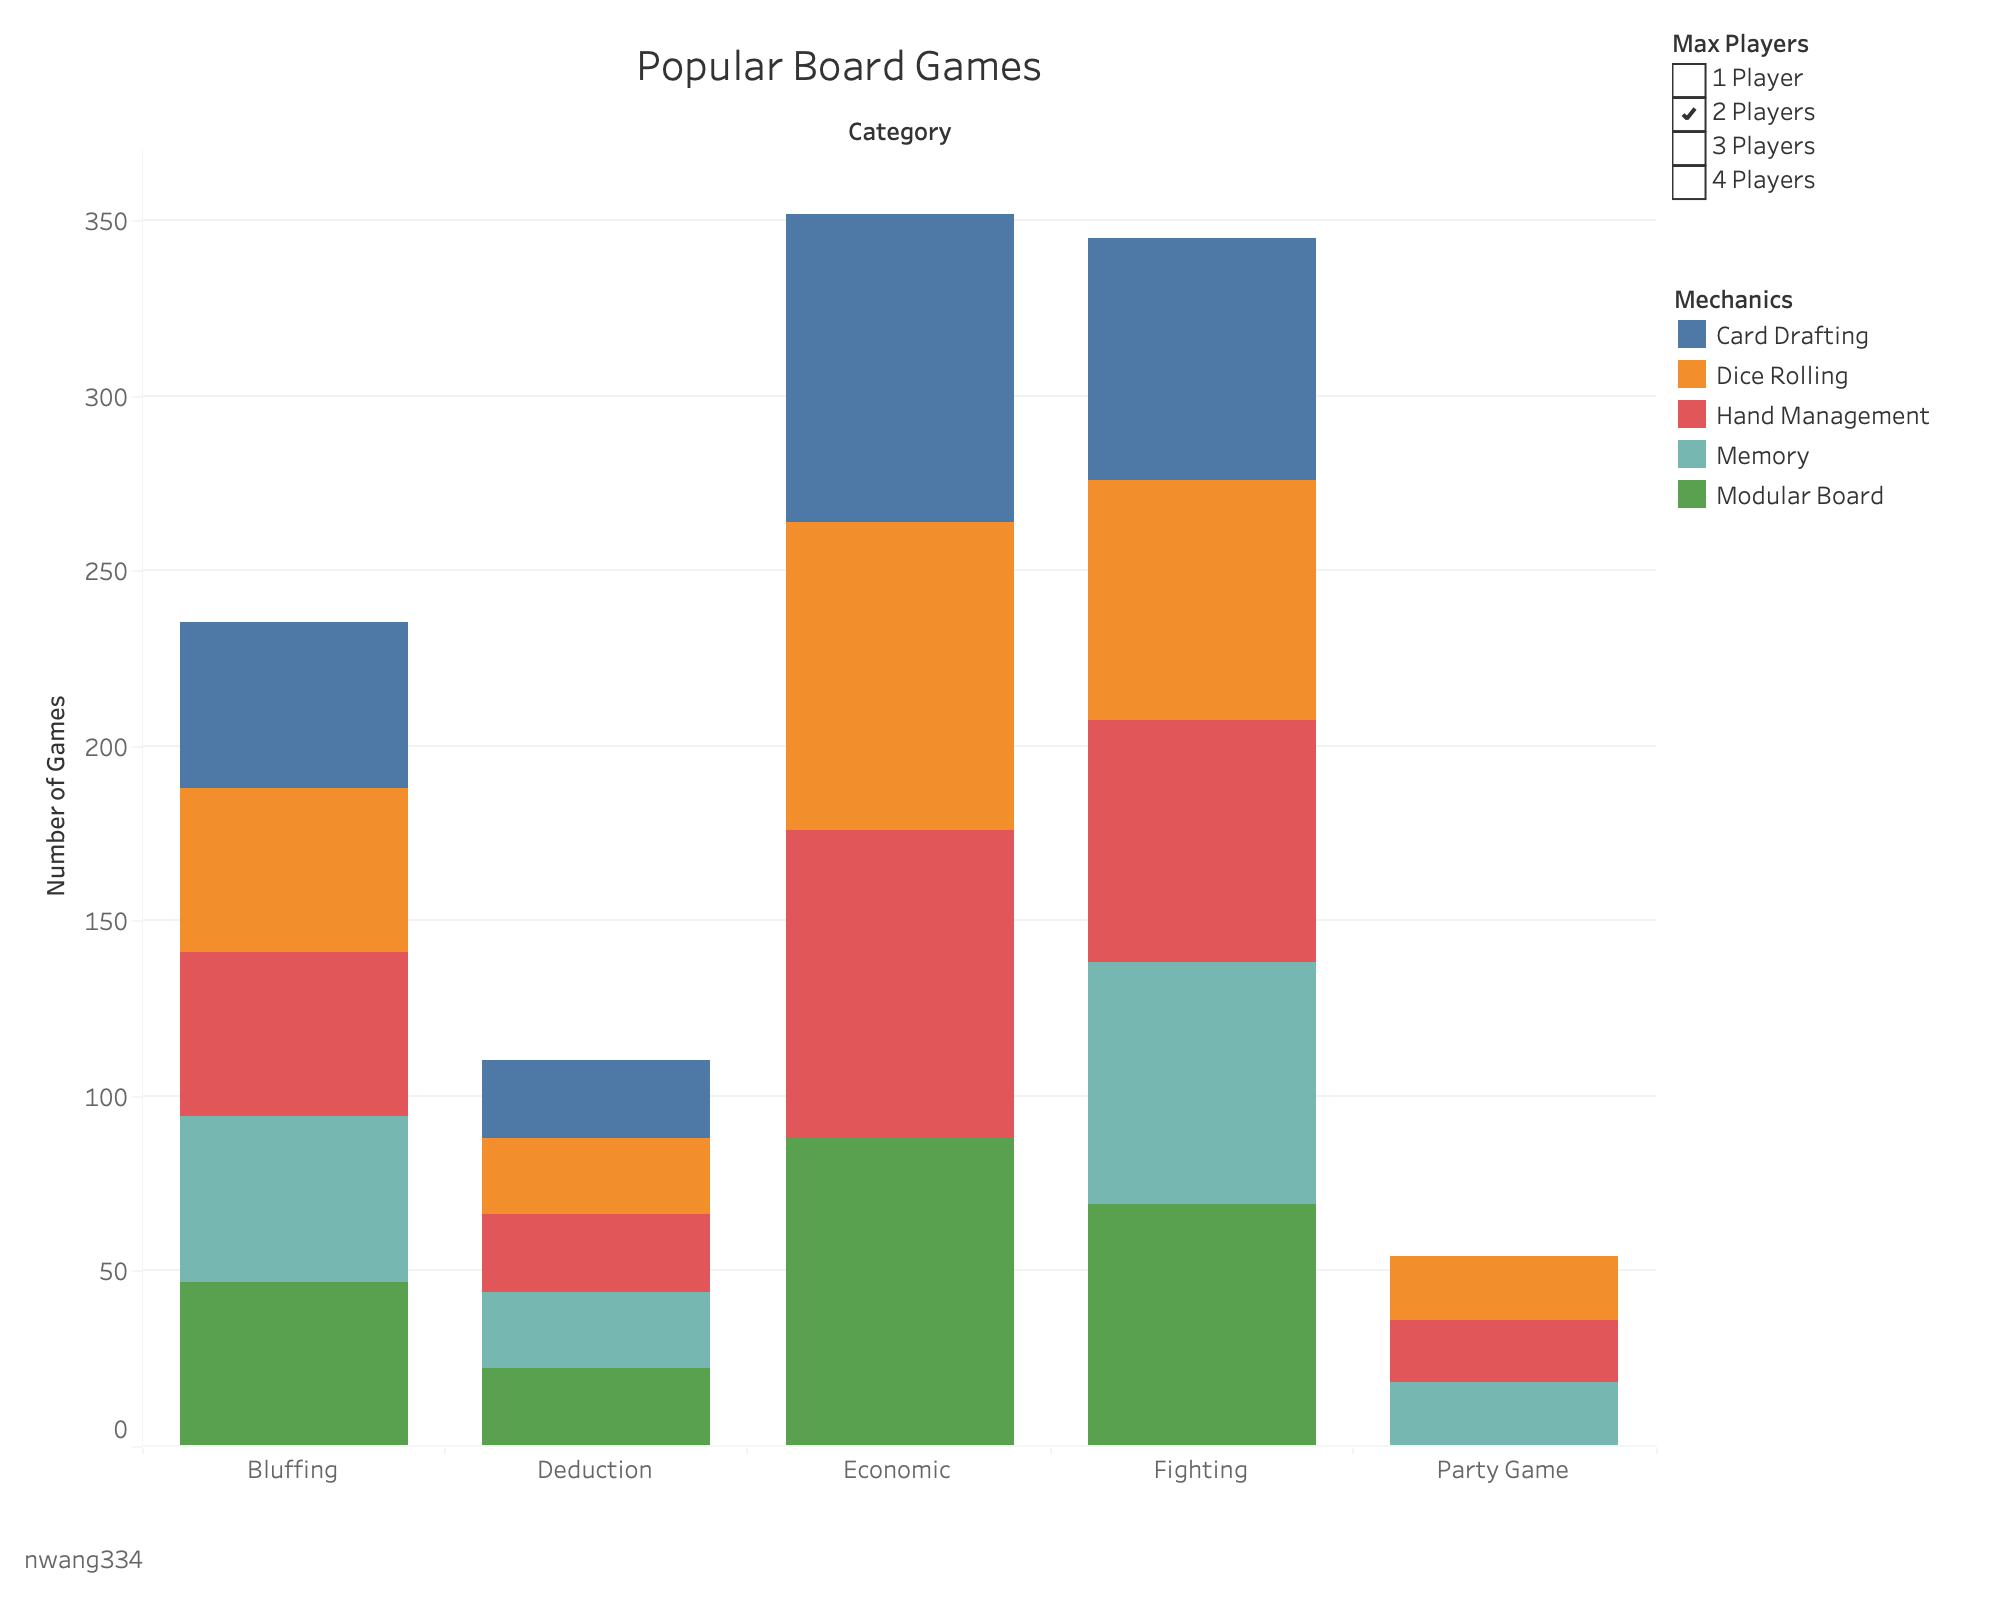 Popular Board Games
Category
Number of Games
350
300
250
200
150
100
50
0
Bluffing
Deduction
Economic
Fighting
Party Game
Max Players
1 Player
2 Players
3 Players
4 Players
Mechanics
Card Drafting
Dice Rolling
Hand Management
Memory
Modular Board
nwang334